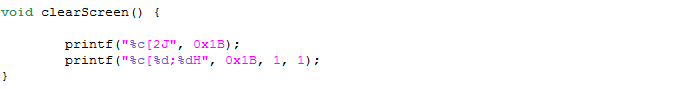 void clearScreen() {
printf("%c[2J", 0x1B);
printf("%c[%d;%dH", 0x1B, 1, 1);
}